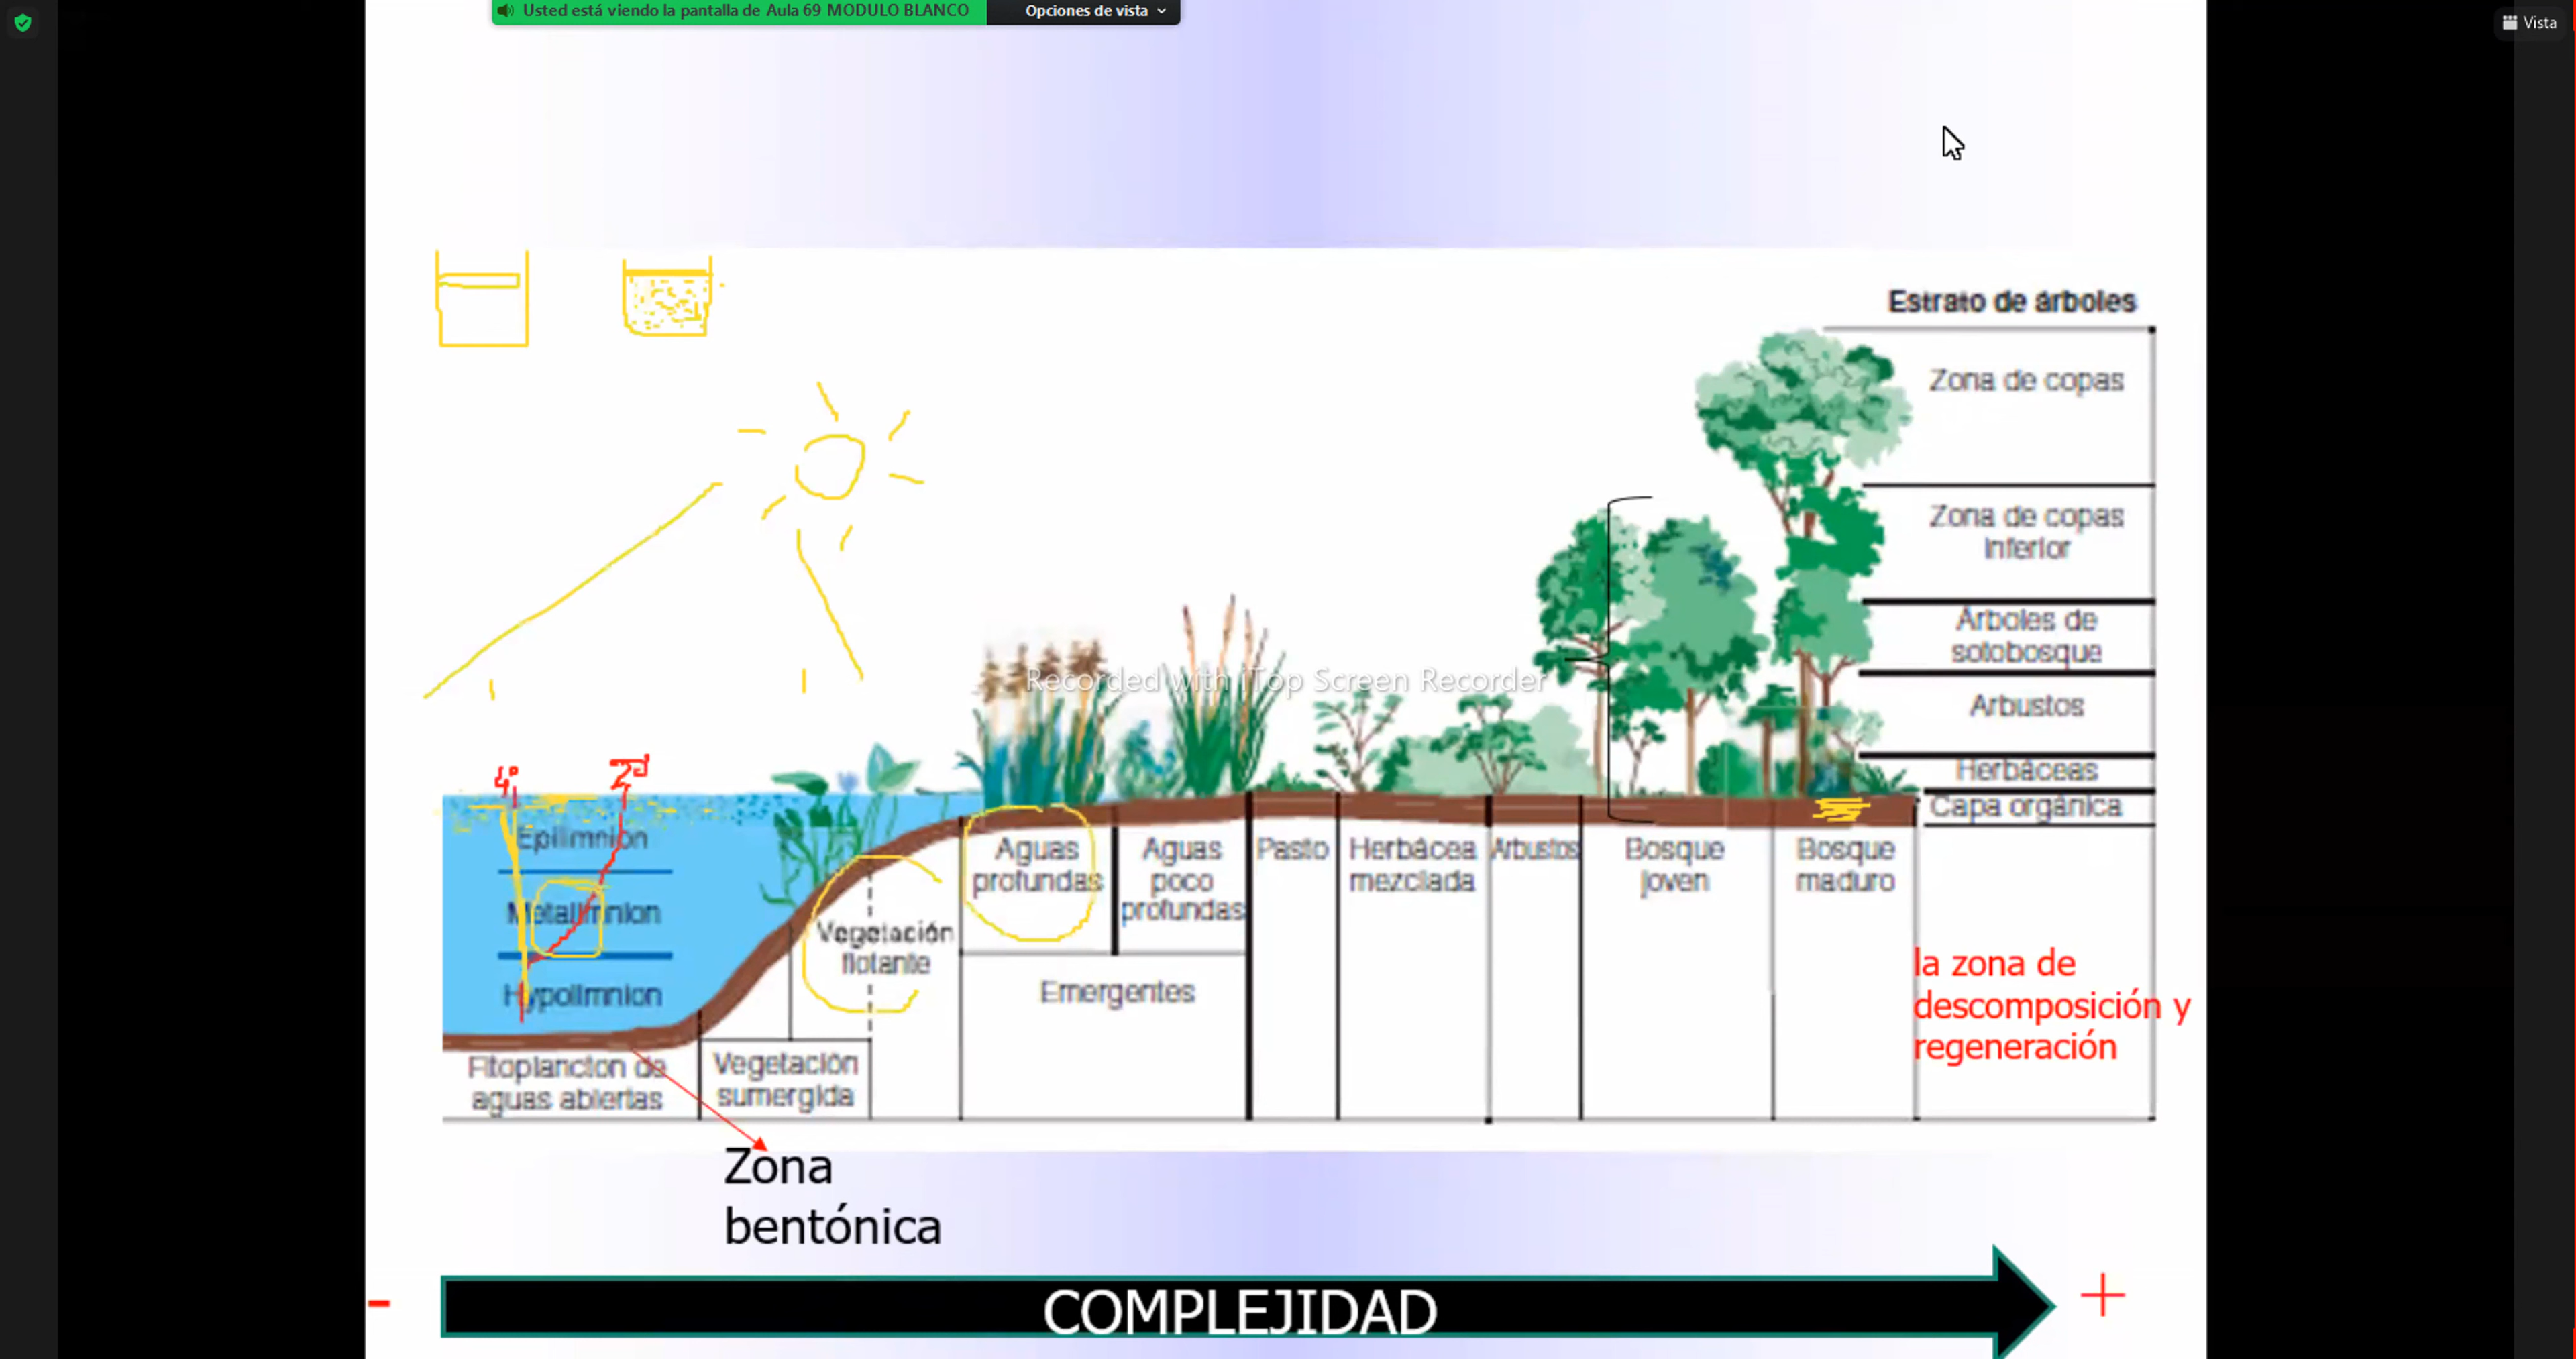 Usted está viendo la pantalla de Aula 69 MODULO BLANCO
Opciones de vista
Vista
Estrato de árboles
Zona de copas
Zona de copas
inferior
Árboles de
sotobosque
Arbustos
Herbáceas
Capa orgánica
Recorded with iTop Screen Recorder
4°
Epilimnion
Metalimnion
Hypolimnion
Fitoplancton de
aguas abiertas
Vegetación
sumergida
Vegetación
flotante
Aguas
profundas
Aguas
poco
profundas
Emergentes
Pasto
Herbácea
mezclada
Arbustos
Bosque
joven
Bosque
maduro
la zona de
descomposición y
regeneración
Zona
bentónica
-
COMPLEJIDAD
+